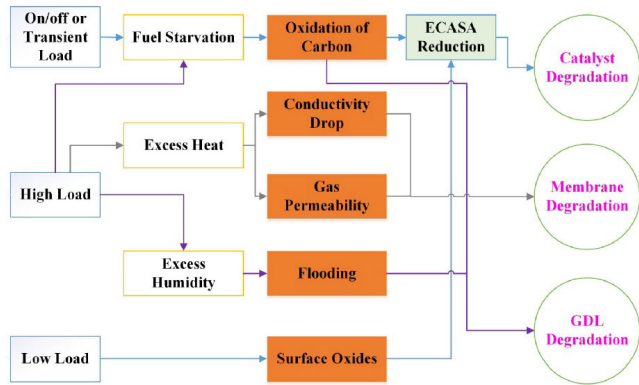 On/off or
Transient
Load
Fuel Starvation
Oxidation of
Carbon
ECASA
Reduction
Catalyst
Degradation
Conductivity
Drop
Excess Heat
High Load
Gas
Permeability
Membrane
Degradation
Excess
Humidity
Flooding
GDL
Degradation
Low Load
Surface Oxides